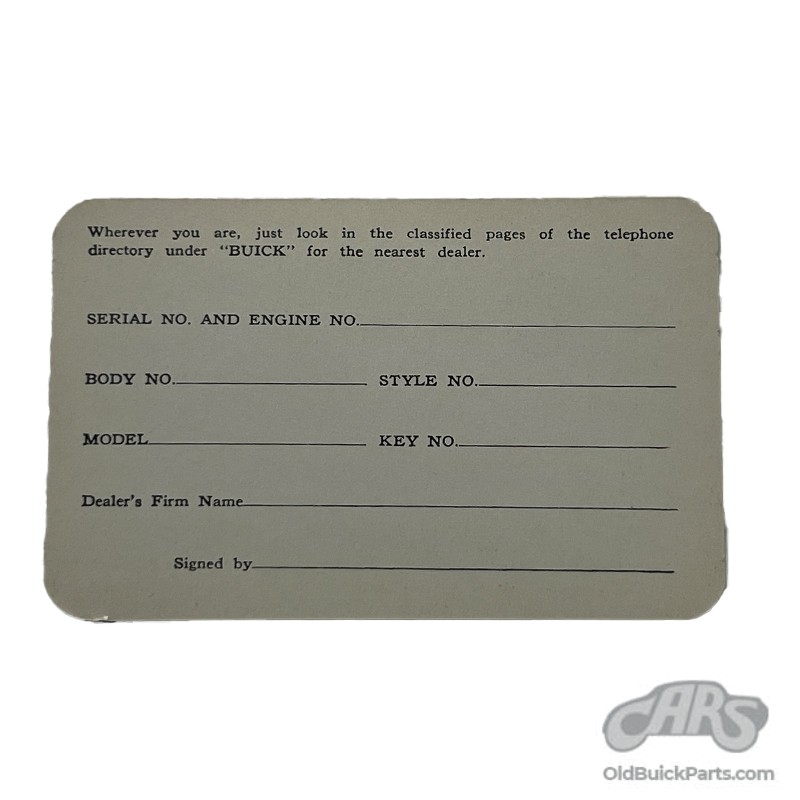 Wherever you are, just look in the classified pages of the telephone
directory under "BUICK" for the nearest dealer.
SERIAL NO. AND ENGINE NO.
BODY NO. STYLE NO.
MODEL KEY NO.
Dealer's Firm Name
Signed by
CARS
OldBuickParts.com